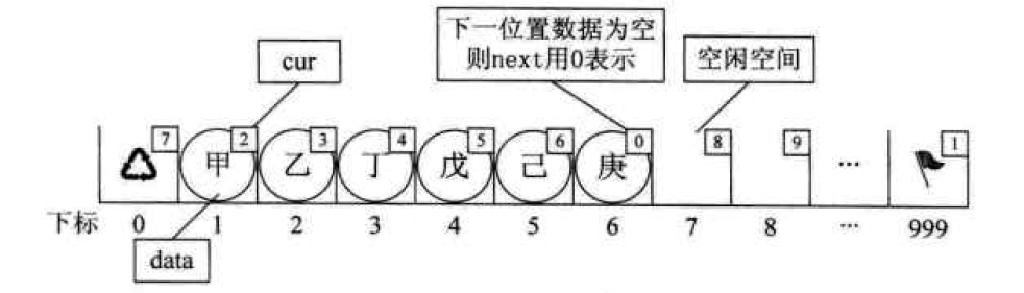 下一位置数据为空
则next用0表示
cur
空闲空间
7 2 3 4 5 6 0 8 9 1
甲 乙 丁 戊 己 庚 ...
下标 0 1 2 3 4 5 6 7 8 ... 999
data